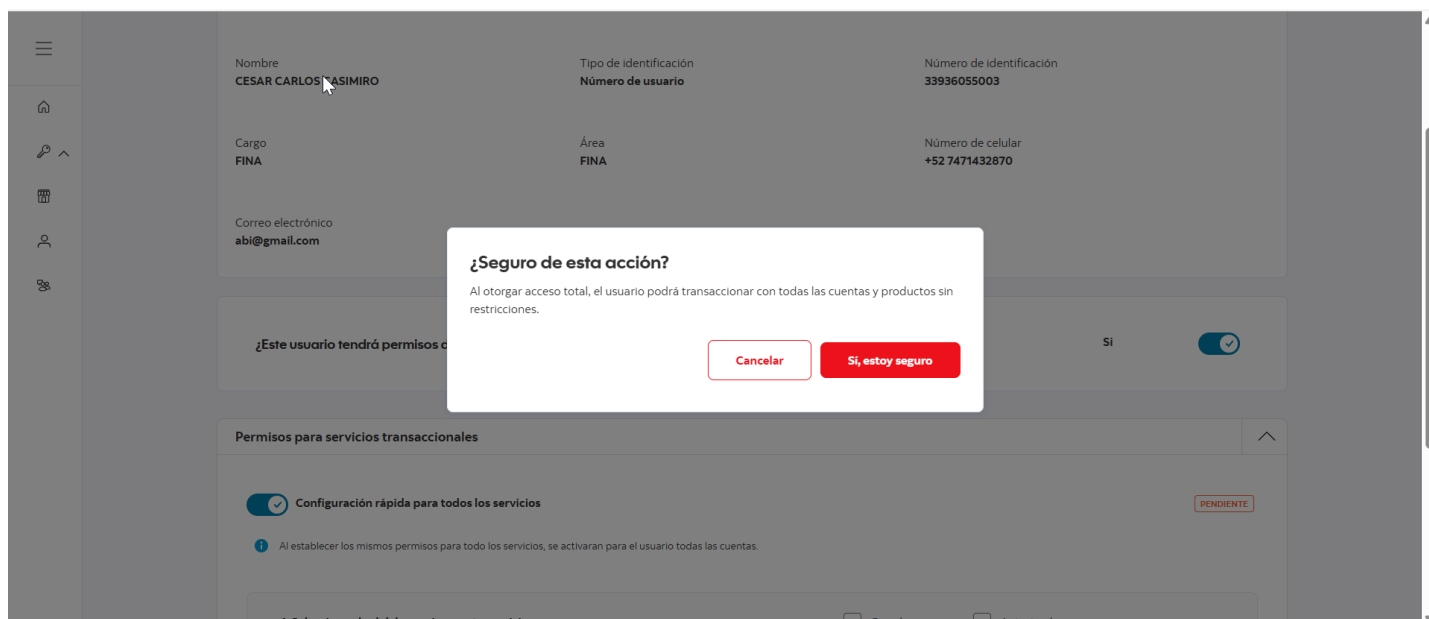 Nombre
CESAR CARLOS CASIMIRO
Tipo de identificación
Número de usuario
Número de identificación
33936055003
Cargo
FINA
Área
FINA
Número de celular
+52 7471432870
Correo electrónico
abi@gmail.com
¿Seguro de esta acción?
Al otorgar acceso total, el usuario podrá transaccionar con todas las cuentas y productos sin
restricciones.
Cancelar
Sí, estoy seguro
¿Este usuario tendrá permisos
Si
Permisos para servicios transaccionales
Configuración rápida para todos los servicios
PENDIENTE
Al establecer los mismos permisos para todo los servicios, se activaran para el usuario todas las cuentas.